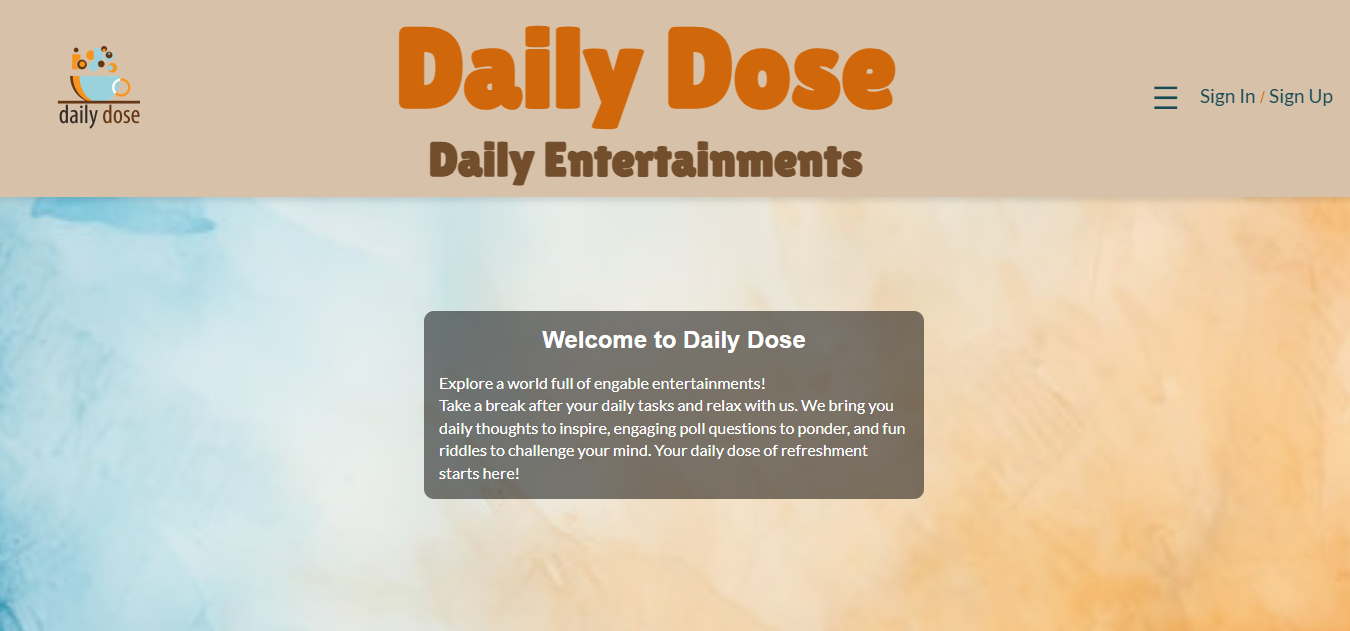 daily dose
Daily Dose
Daily Entertainments
☰ Sign In / Sign Up
Welcome to Daily Dose
Explore a world full of engable entertainments!
Take a break after your daily tasks and relax with us. We bring you
daily thoughts to inspire, engaging poll questions to ponder, and fun
riddles to challenge your mind. Your daily dose of refreshment
starts here!